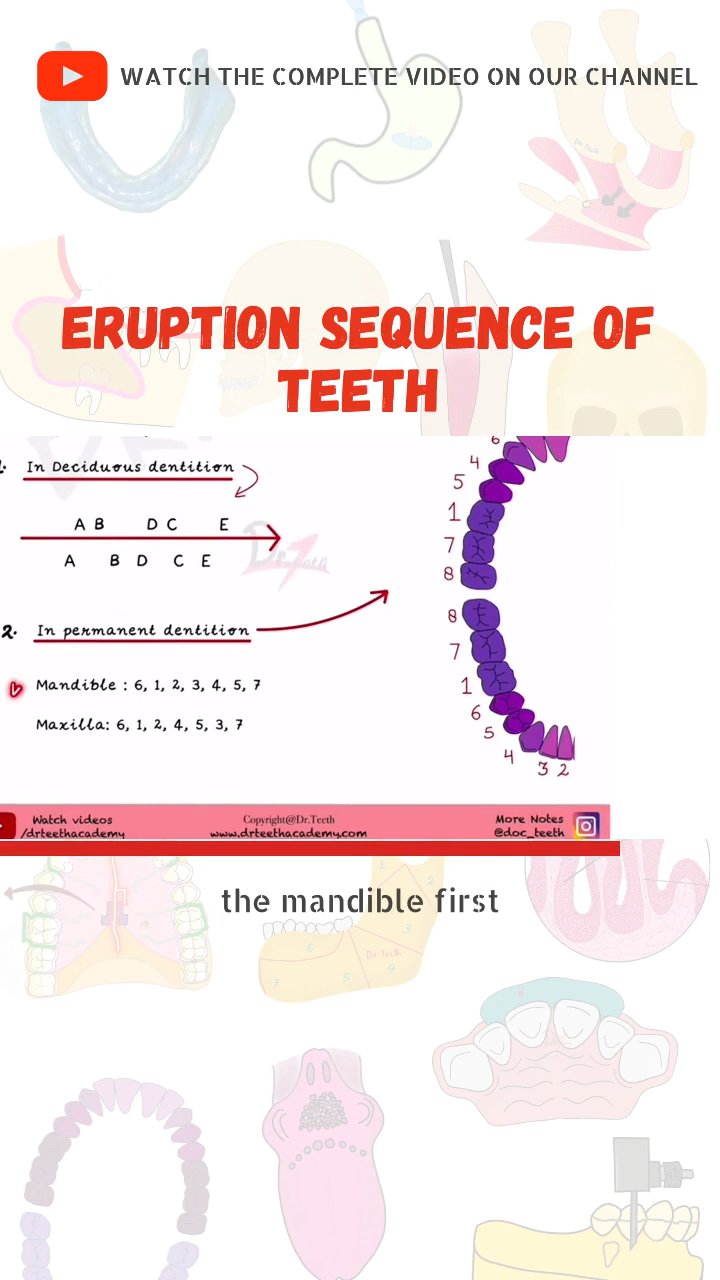 WATCH THE COMPLETE VIDEO ON OUR CHANNEL
ERUPTION SEQUENCE OF
TEETH
In Deciduous dentition
A B D C E
A B D C E
2. In permanent dentition
Mandible : 6, 1, 2, 3, 4, 5, 7
Maxilla: 6, 1, 2, 4, 5, 3, 7
6
4
5
1
7
8
8
7
1
6
5
4
3 2
Watch videos
/drteethacademy
Copyright@Dr.Teeth
www.drteethacademy.com
More Notes
@doc_teeth
the mandible first